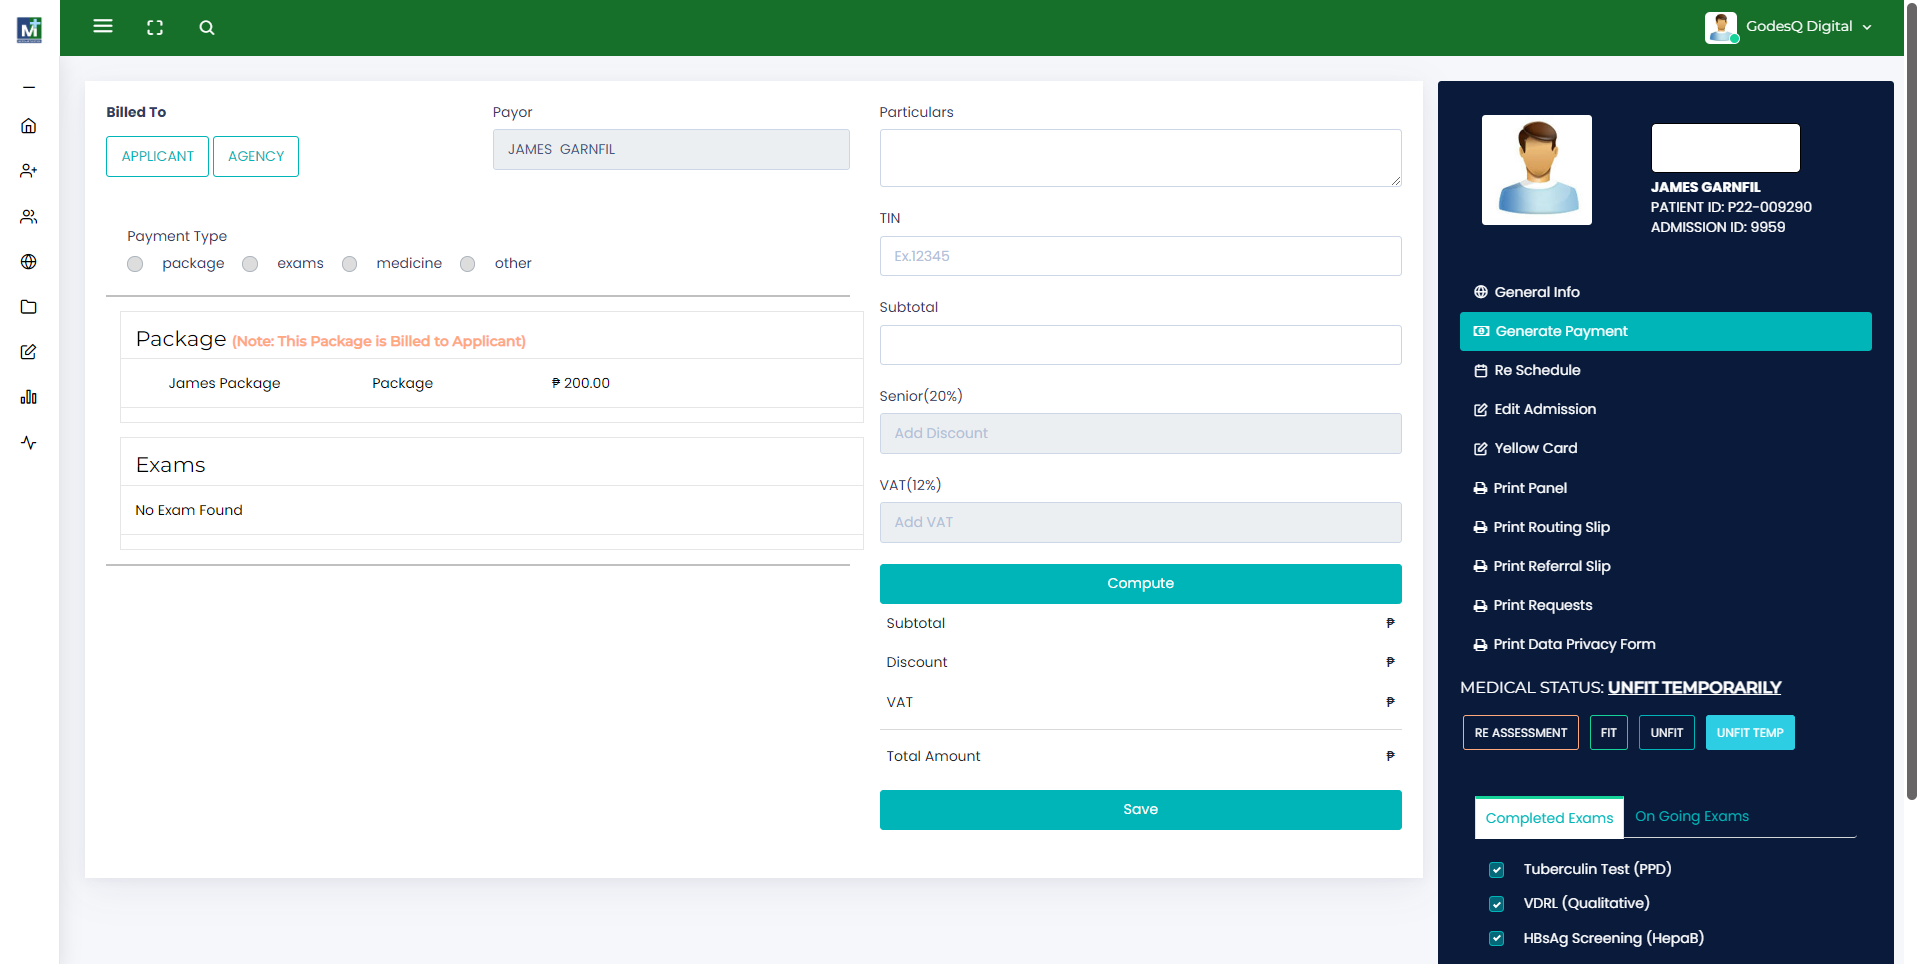 M
GodesQ Digital
Billed To
APPLICANT
AGENCY
Payor
JAMES GARNFIL
Payment Type
package
exams
medicine
other
Package (Note: This Package is Billed to Applicant)
James Package Package ₱ 200.00
Exams
No Exam Found
Particulars
TIN
Ex.12345
Subtotal
Senior(20%)
Add Discount
VAT(12%)
Add VAT
Compute
Subtotal ₱
Discount ₱
VAT ₱
Total Amount ₱
Save
JAMES GARNFIL
PATIENT ID: P22-009290
ADMISSION ID: 9959
General Info
Generate Payment
Re Schedule
Edit Admission
Yellow Card
Print Panel
Print Routing Slip
Print Referral Slip
Print Requests
Print Data Privacy Form
MEDICAL STATUS: UNFIT TEMPORARILY
RE ASSESSMENT
FIT
UNFIT
UNFIT TEMP
Completed Exams
On Going Exams
Tuberculin Test (PPD)
VDRL (Qualitative)
HBsAg Screening (HepaB)